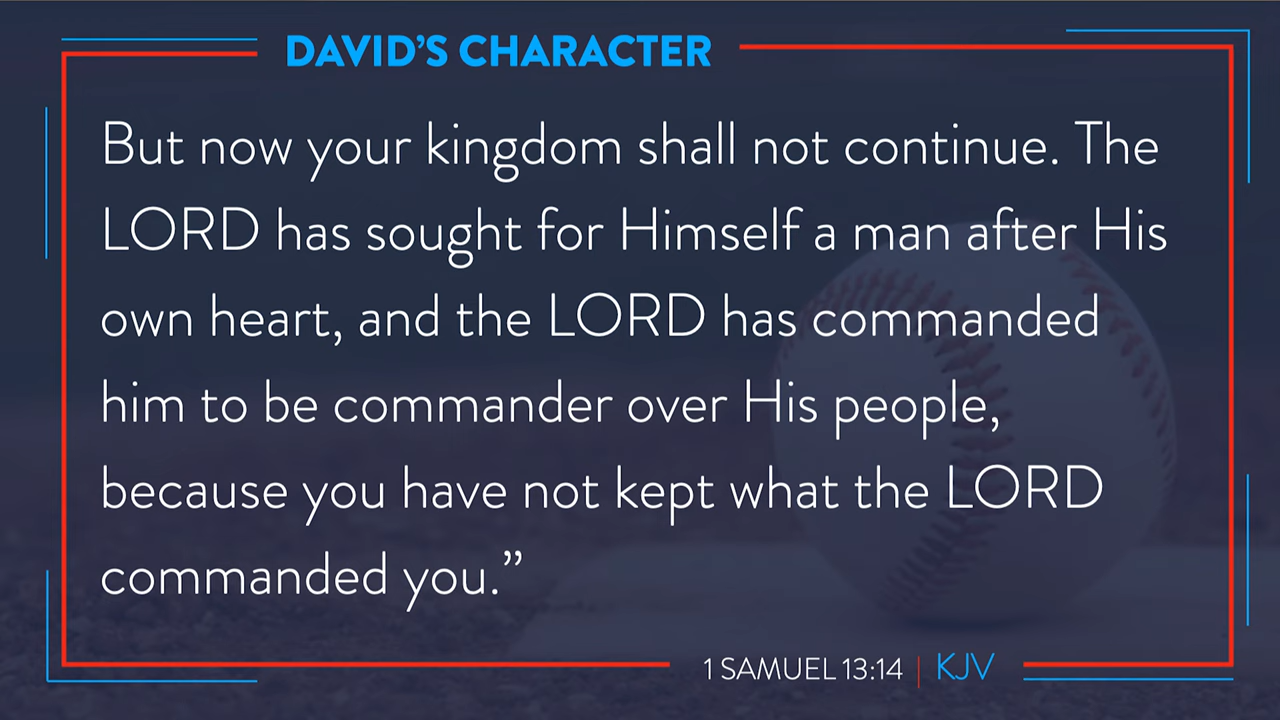 DAVID'S CHARACTER
But now your kingdom shall not continue. The
LORD has sought for Himself a man after His
own heart, and the LORD has commanded
him to be commander over His people,
because you have not kept what the LORD
commanded you.”
1 SAMUEL 13:14 | KJV